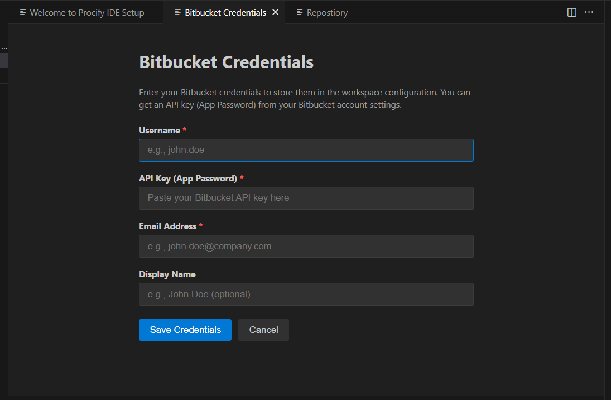 Welcome to Procify IDE Setup
Bitbucket Credentials
Repostiory
Bitbucket Credentials
Enter your Bitbucket credentials to store them in the workspace configuration. You can
get an API key (App Password) from your Bitbucket account settings.
Username *
e.g., john.doe
API Key (App Password) *
Paste your Bitbucket API key here
Email Address *
e.g., john.doe@company.com
Display Name
e.g., John Doe (optional)
Save Credentials
Cancel